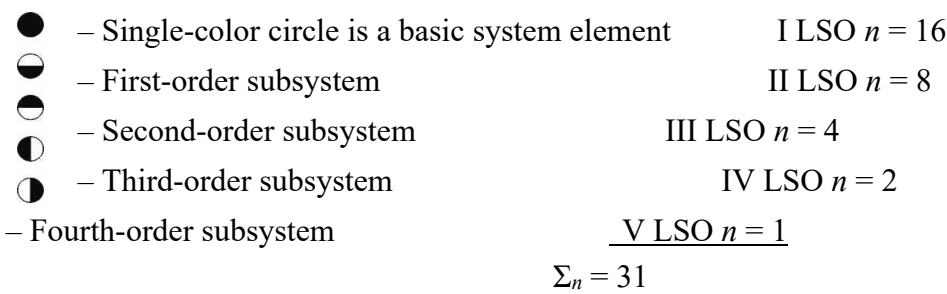 – Single-color circle is a basic system element I LSO n = 16
– First-order subsystem II LSO n = 8
– Second-order subsystem III LSO n = 4
– Third-order subsystem IV LSO n = 2
– Fourth-order subsystem V LSO n = 1
Σn = 31